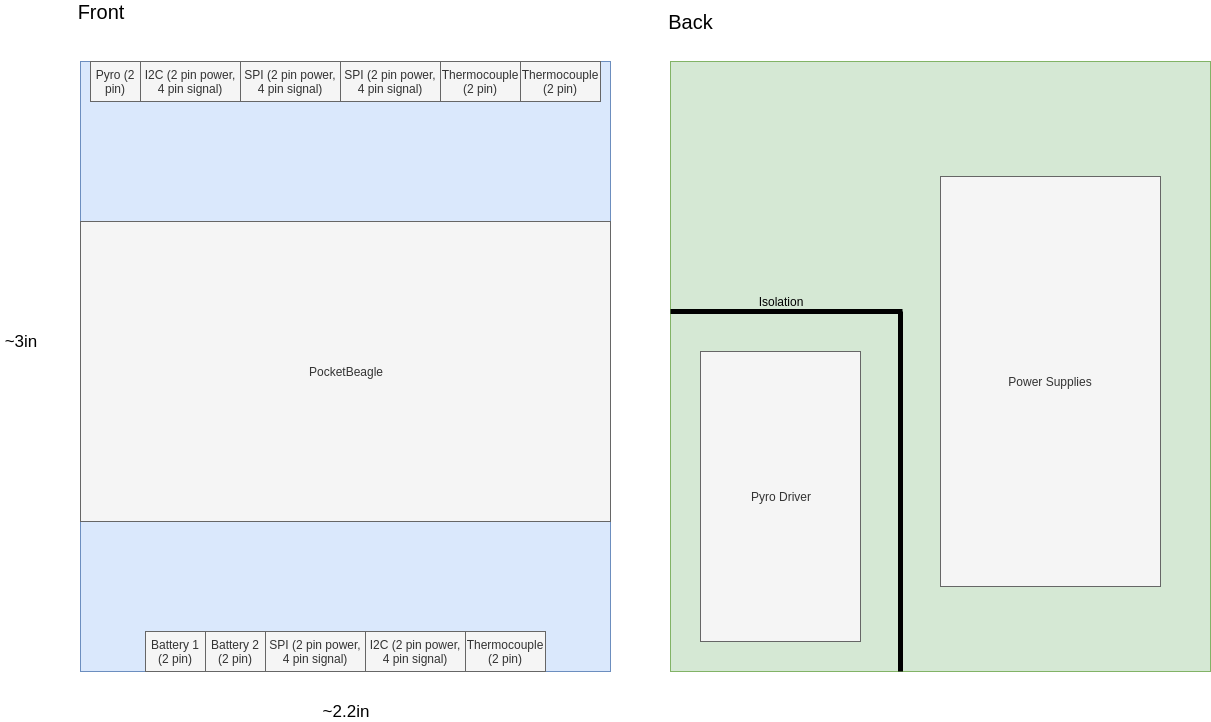 Front
Back
Pyro (2
pin)
I2C (2 pin power,
4 pin signal)
SPI (2 pin power,
4 pin signal)
SPI (2 pin power,
4 pin signal)
Thermocouple
(2 pin)
Thermocouple
(2 pin)
Isolation
~3in
PocketBeagle
Power Supplies
Pyro Driver
Battery 1
(2 pin)
Battery 2
(2 pin)
SPI (2 pin power,
4 pin signal)
I2C (2 pin power,
4 pin signal)
Thermocouple
(2 pin)
~2.2in